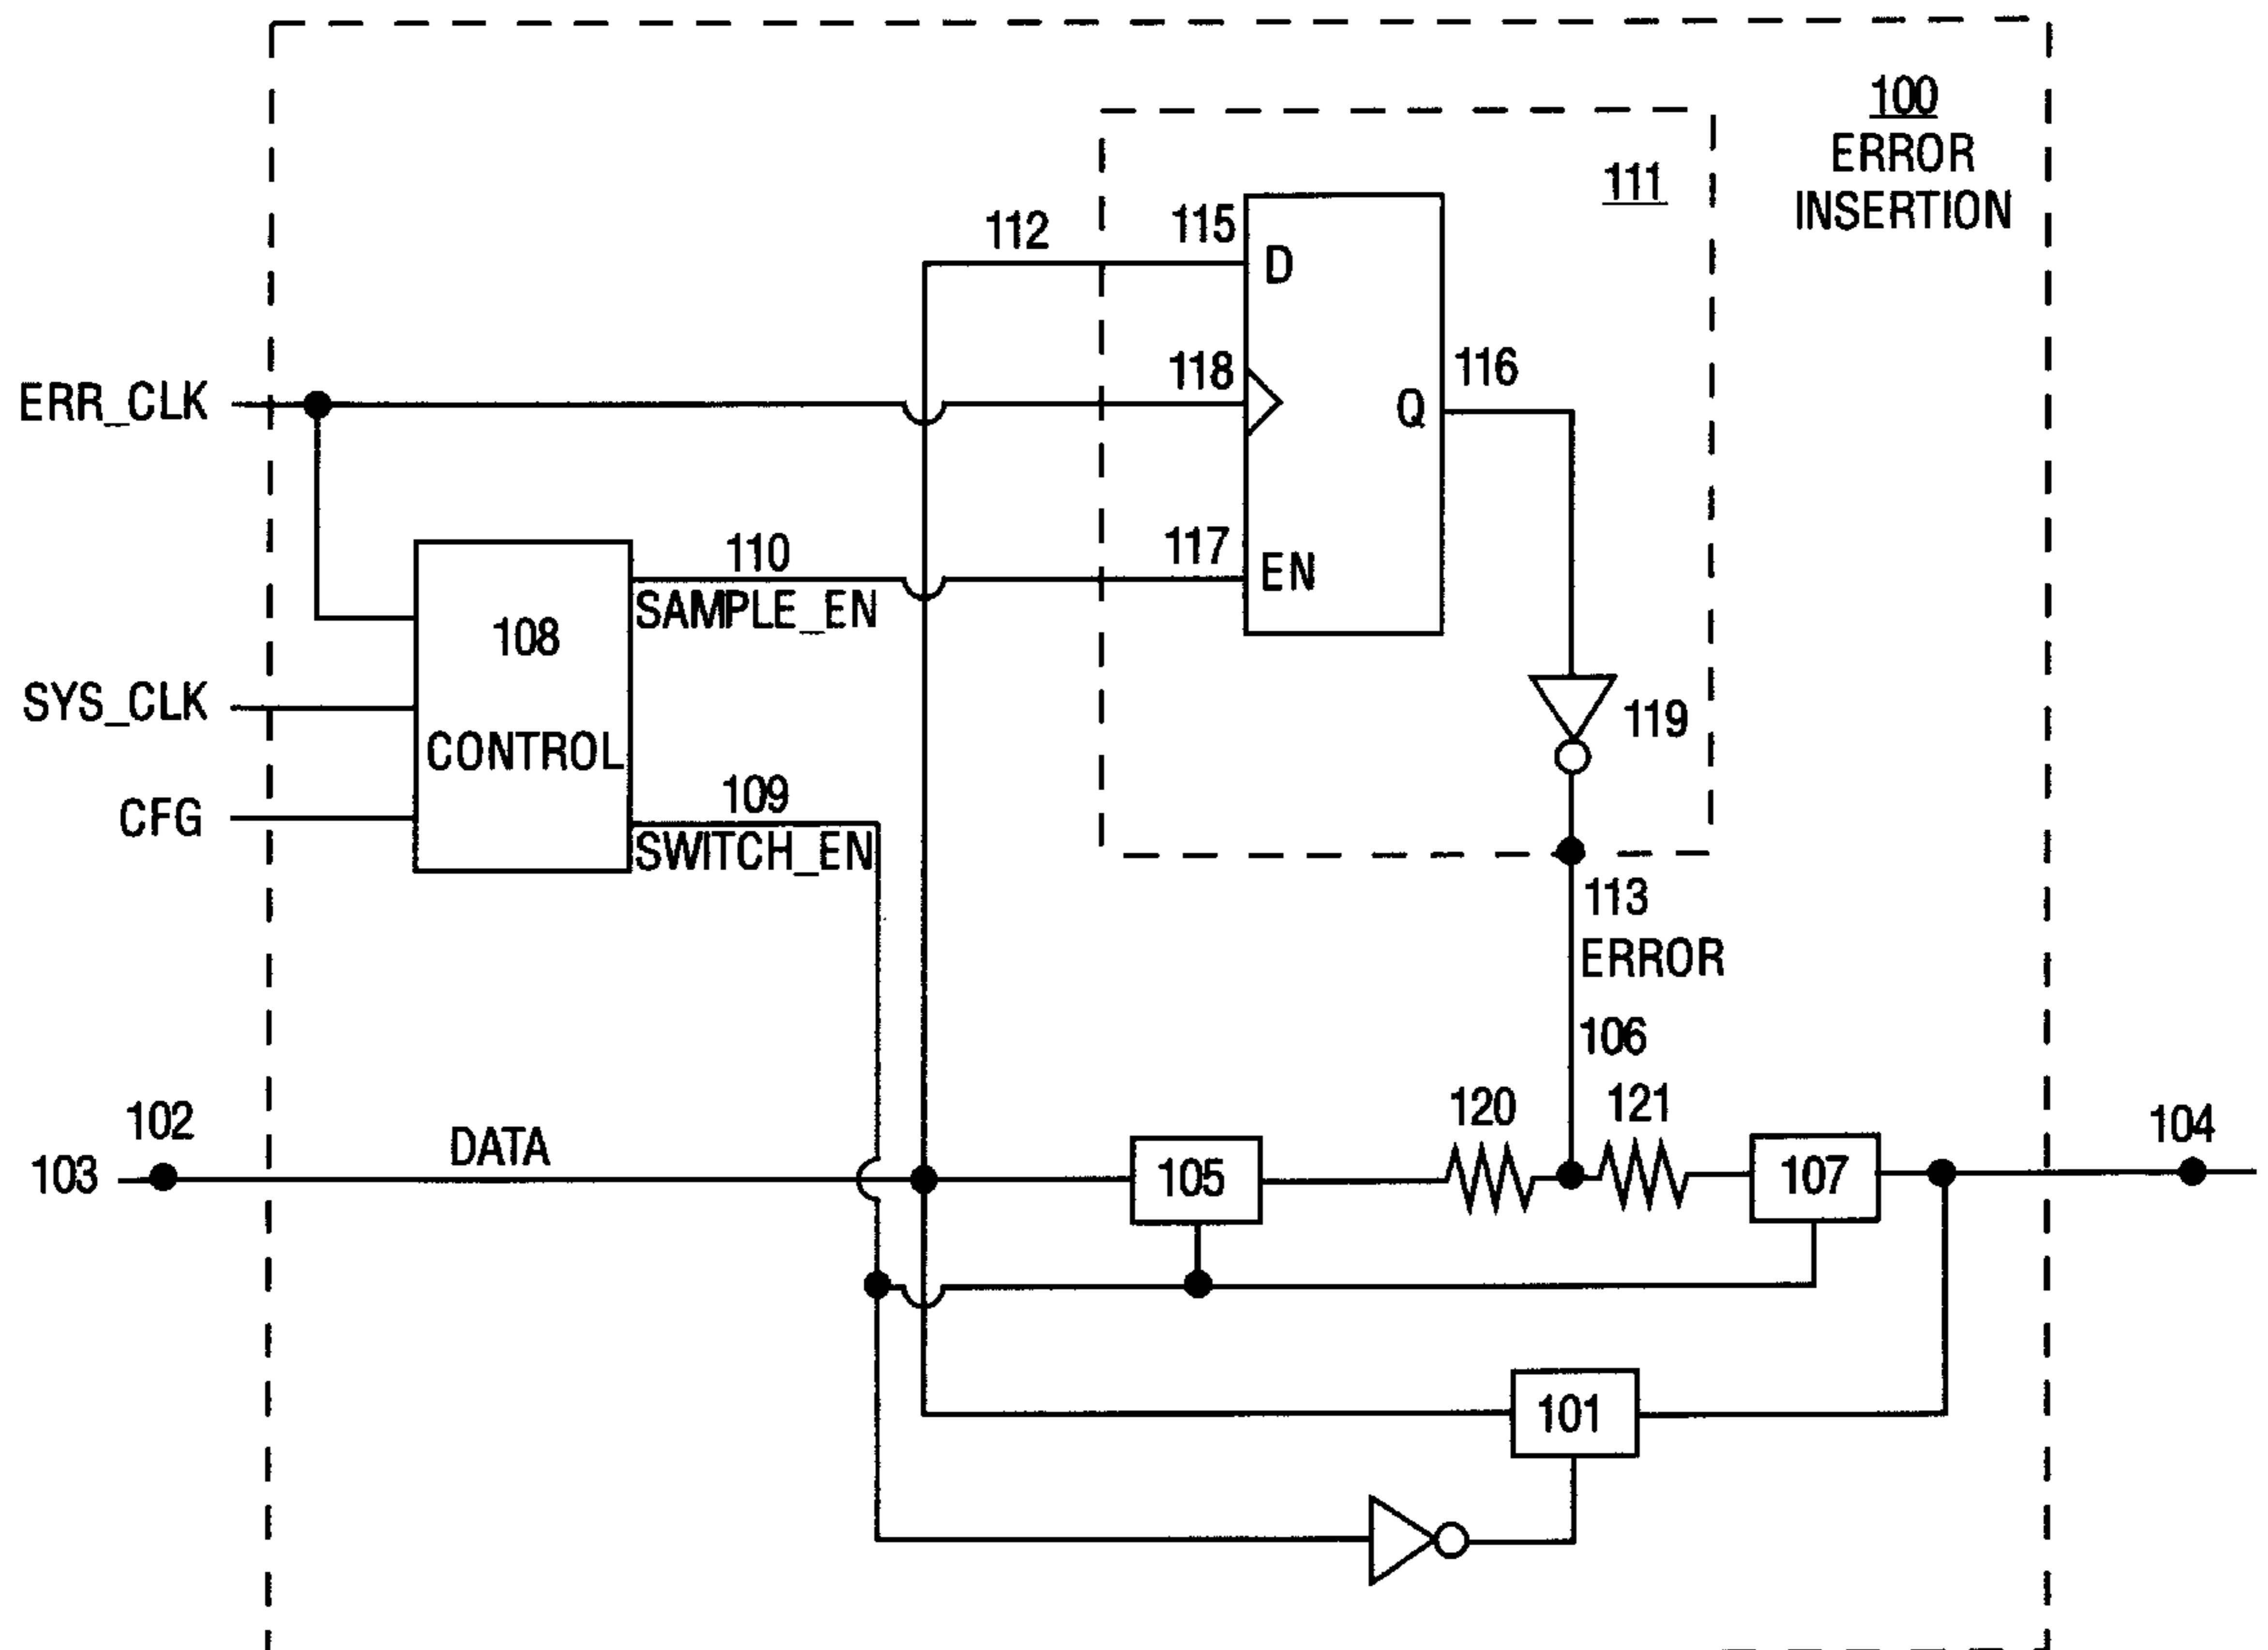 100
ERROR
INSERTION
111
112
115
D
118
116
ERR_CLK
Q
110
117
EN
SAMPLE_EN
108
SYS_CLK
119
CONTROL
109
CFG
SWITCH_EN
113
ERROR
106
102
120
121
104
103
DATA
105
107
101